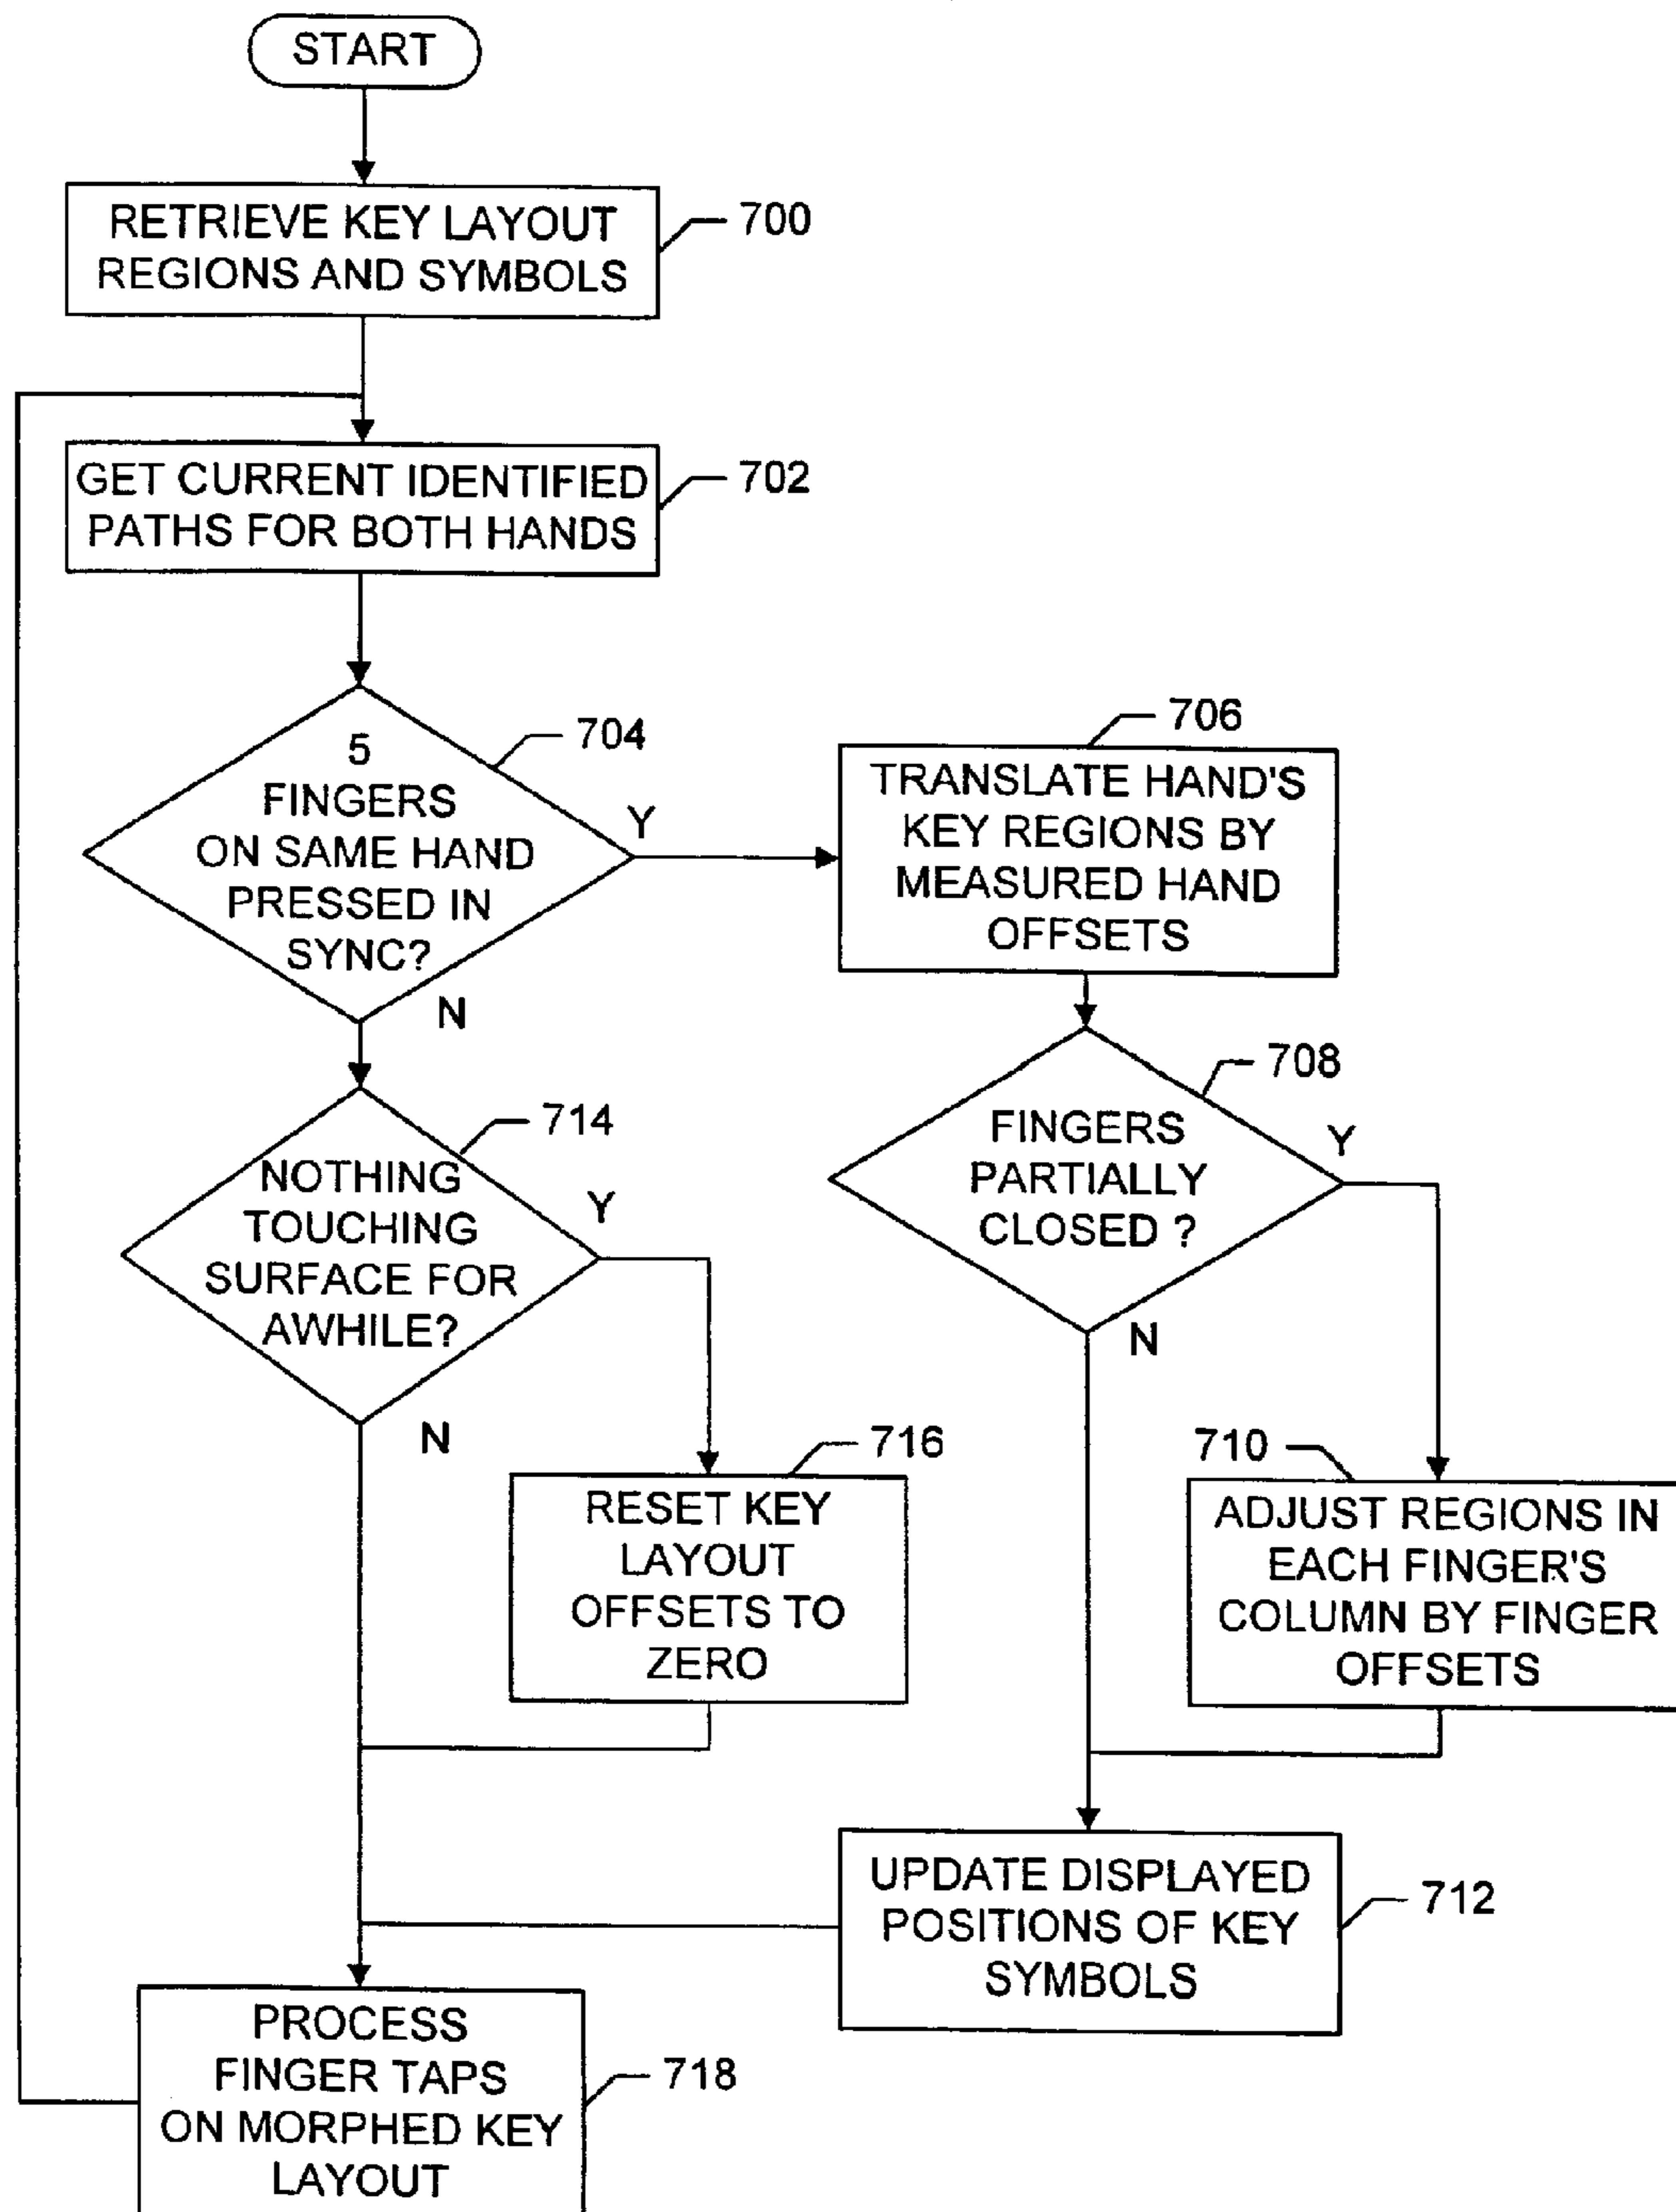 START
RETRIEVE KEY LAYOUT
REGIONS AND SYMBOLS
700
GET CURRENT IDENTIFIED
PATHS FOR BOTH HANDS
702
5
FINGERS
ON SAME HAND
PRESSED IN
SYNC?
704
Y
N
TRANSLATE HAND'S
KEY REGIONS BY
MEASURED HAND
OFFSETS
706
FINGERS
PARTIALLY
CLOSED ?
708
Y
N
NOTHING
TOUCHING
SURFACE FOR
AWHILE?
714
Y
N
RESET KEY
LAYOUT
OFFSETS TO
ZERO
716
710
ADJUST REGIONS IN
EACH FINGER'S
COLUMN BY FINGER
OFFSETS
UPDATE DISPLAYED
POSITIONS OF KEY
SYMBOLS
712
PROCESS
FINGER TAPS
ON MORPHED KEY
LAYOUT
718